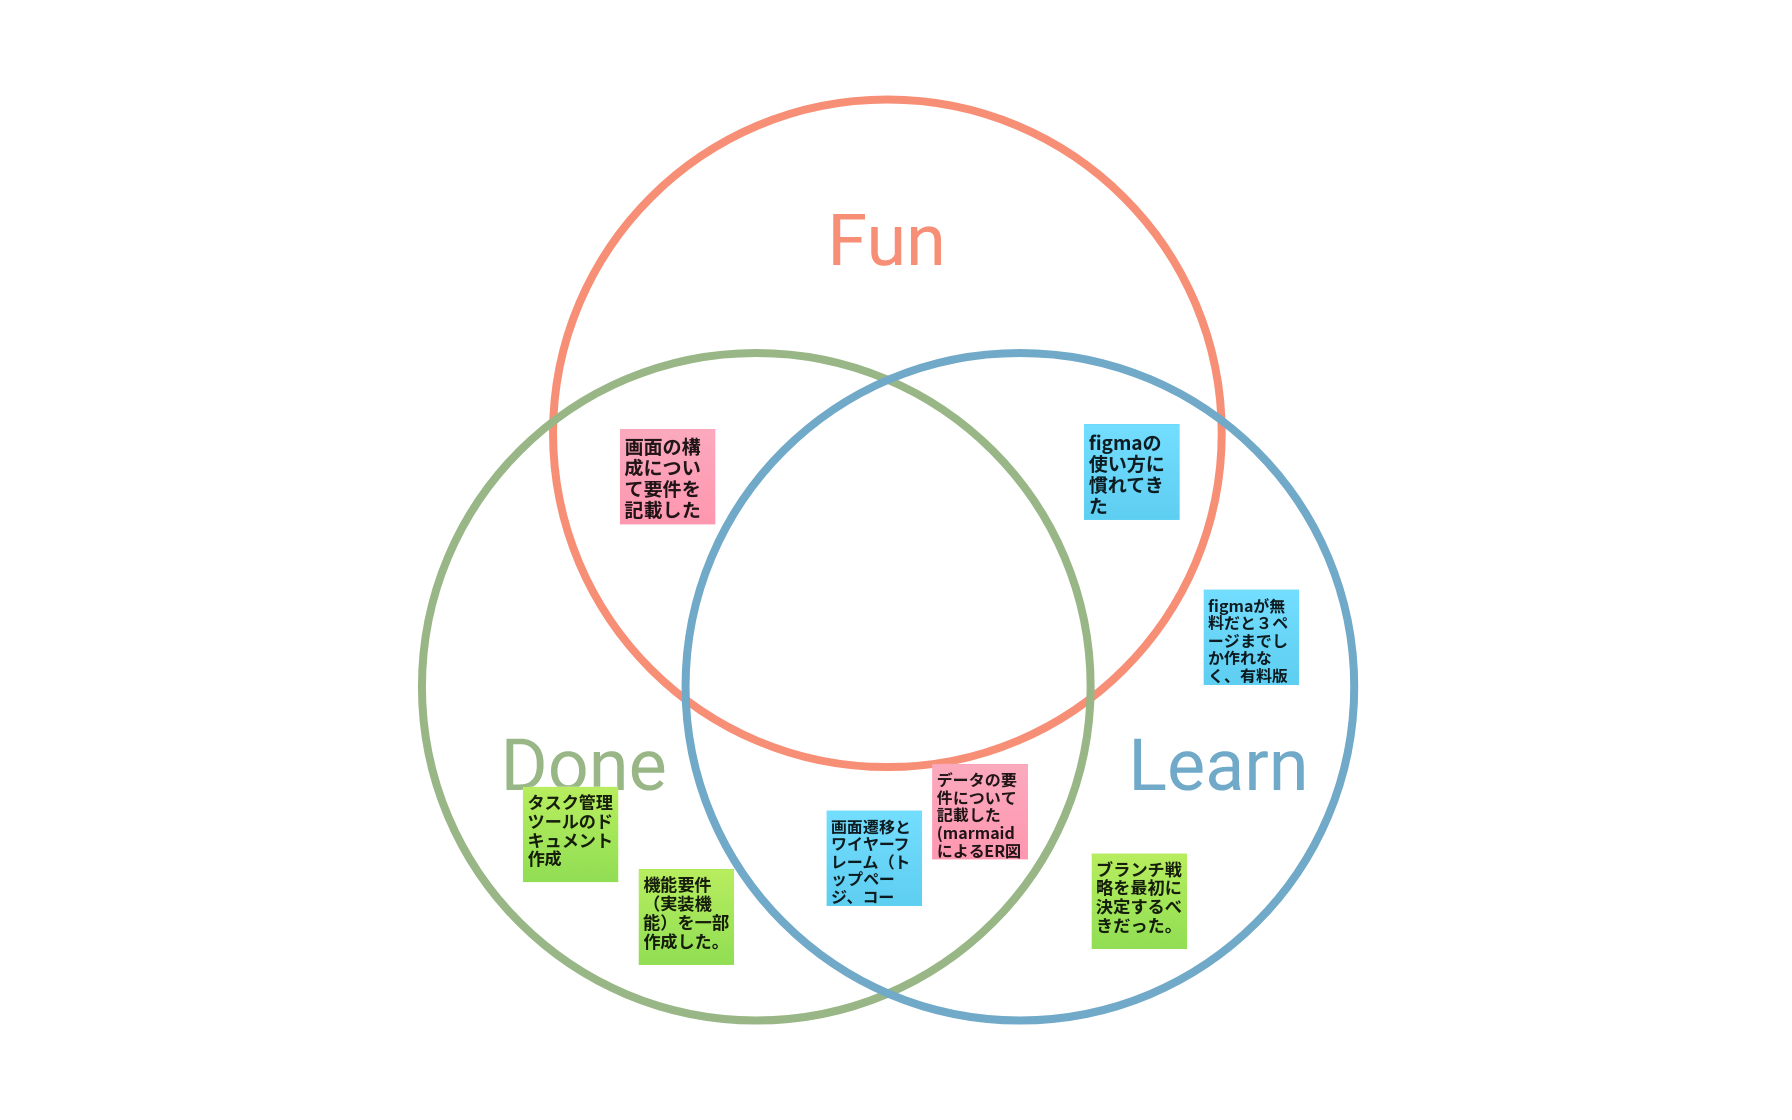 Fun
画面の構
成につい
て要件を
記載した
figmaの
使い方に
慣れてき
た
figmaが無
料だと３ペ
ージまでし
か作れな
く、有料版
Done
Learn
タスク管理
ツールのド
キュメント
作成
機能要件
（実装機
能）を一部
作成した。
画面遷移と
ワイヤーフ
レーム（ト
ップペー
ジ、コー
データの要
件について
記載した
(marmaid
によるER図
ブランチ戦
略を最初に
決定するべ
きだった。